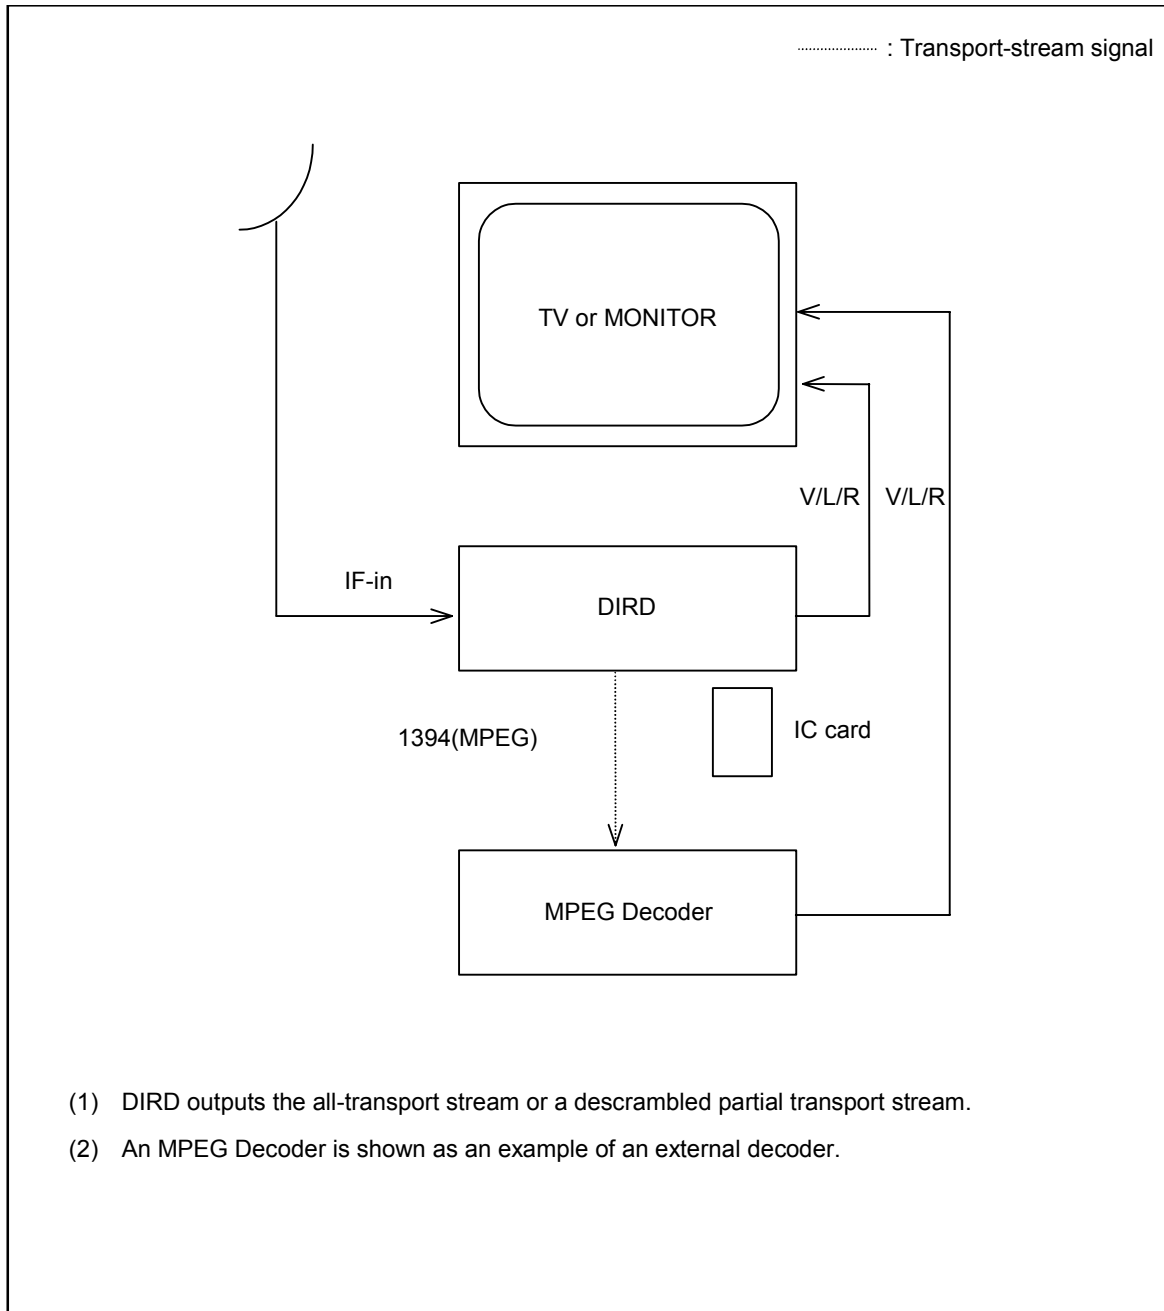 : Transport-stream signal
TV or MONITOR
V/L/R V/L/R
IF-in
DIRD
1394(MPEG)
IC card
MPEG Decoder
(1) DIRD outputs the all-transport stream or a descrambled partial transport stream.
(2) An MPEG Decoder is shown as an example of an external decoder.